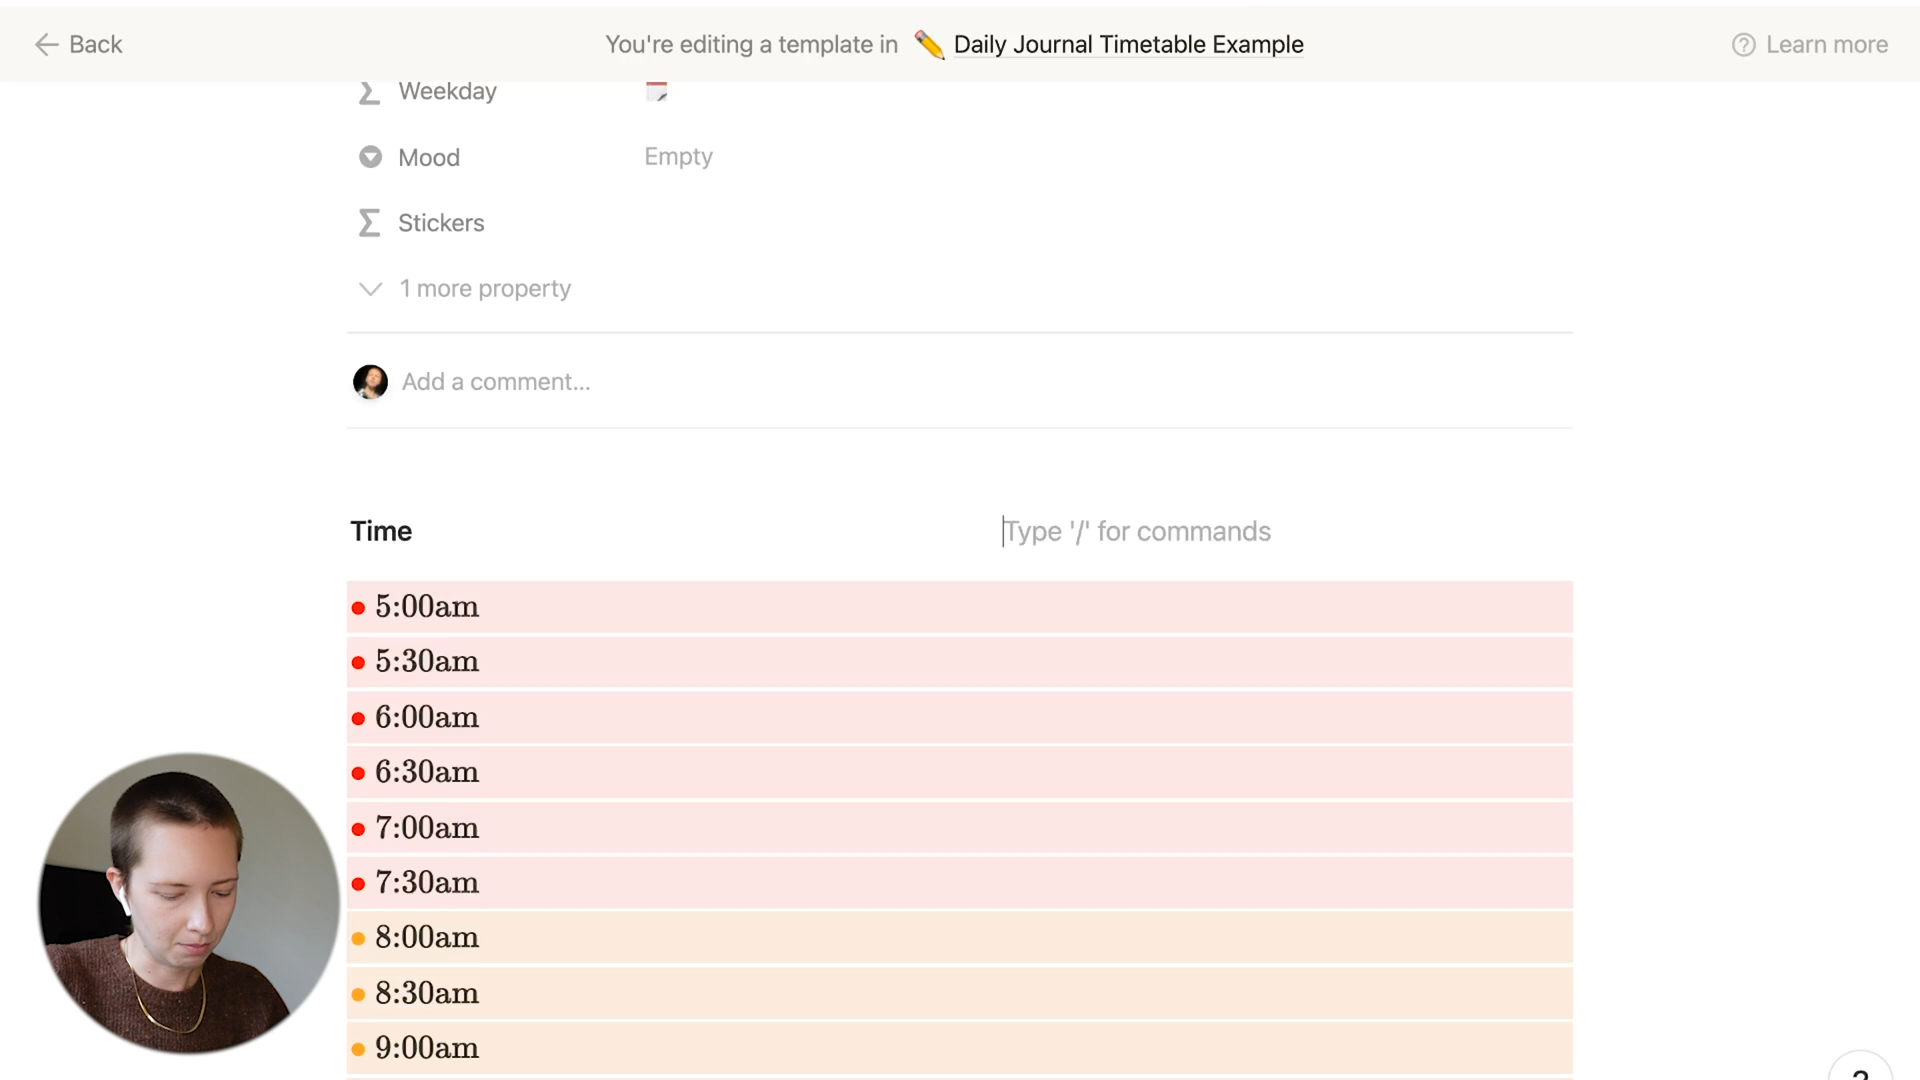 Back
You're editing a template in Daily Journal Timetable Example
Learn more
Weekday
Mood Empty
Stickers
1 more property
Add a comment...
Time Type '/' for commands
5:00am
5:30am
6:00am
6:30am
7:00am
7:30am
8:00am
8:30am
9:00am